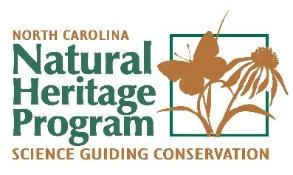 NORTH CAROLINA
Natural
Heritage
Program
SCIENCE GUIDING CONSERVATION